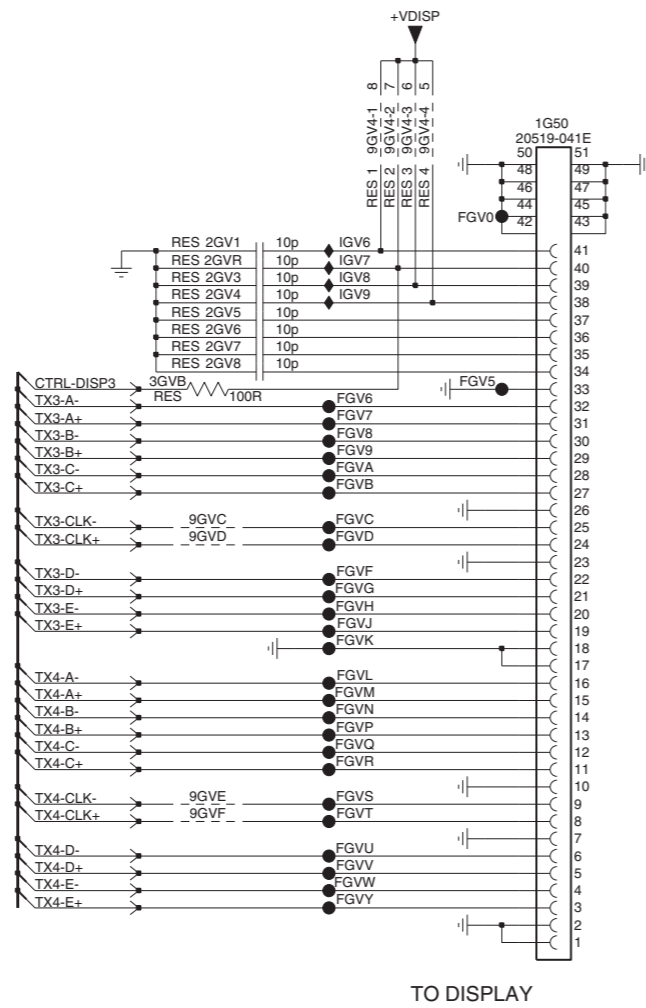 +VDISP
8 7 6 5
9GV4-1 9GV4-2 9GV4-3 9GV4-4
RES 1 RES 2 RES 3 RES 4
1G50
20519-041E
50 51
48 49
46 47
44 45
FGV0 42 43
RES 2GV1 10p IGV6 41
RES 2GVR 10p IGV7 40
RES 2GV3 10p IGV8 39
RES 2GV4 10p IGV9 38
RES 2GV5 10p 37
RES 2GV6 10p 36
RES 2GV7 10p 35
RES 2GV8 10p 34
CTRL-DISP3 3GVB RES 100R FGV5 33
TX3-A- FGV6 32
TX3-A+ FGV7 31
TX3-B- FGV8 30
TX3-B+ FGV9 29
TX3-C- FGVA 28
TX3-C+ FGVB 27
26
TX3-CLK- 9GVC FGVC 25
TX3-CLK+ 9GVD FGVD 24
23
TX3-D- FGVF 22
TX3-D+ FGVG 21
TX3-E- FGVH 20
TX3-E+ FGVJ 19
FGVK 18
17
TX4-A- FGVL 16
TX4-A+ FGVM 15
TX4-B- FGVN 14
TX4-B+ FGVP 13
TX4-C- FGVQ 12
TX4-C+ FGVR 11
10
TX4-CLK- 9GVE FGVS 9
TX4-CLK+ 9GVF FGVT 8
7
TX4-D- FGVU 6
TX4-D+ FGVV 5
TX4-E- FGVW 4
TX4-E+ FGVY 3
2
1
TO DISPLAY